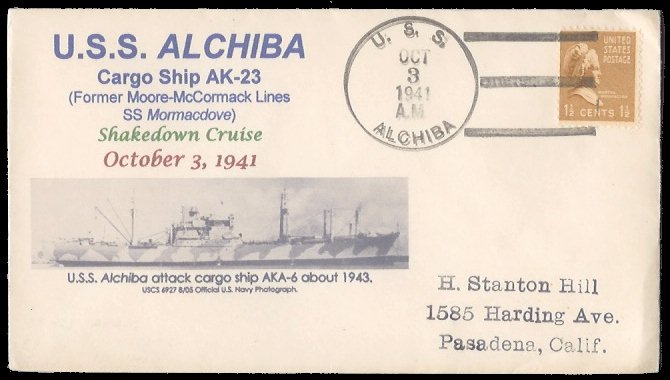 U.S.S. ALCHIBA
Cargo Ship AK-23
(Former Moore-McCormack Lines
SS Mormacdove)
Shakedown Cruise
October 3, 1941
U.S.S. Alchiba attack cargo ship AKA-6 about 1943.
USCS 6927 8/05 Official U.S. Navy Photograph.
U. S. S.
OCT
3
1941
A.M.
ALCHIBA
UNITED
STATES
POSTAGE
1½ CENTS 1½
H. Stanton Hill
1585 Harding Ave.
Pasadena, Calif.